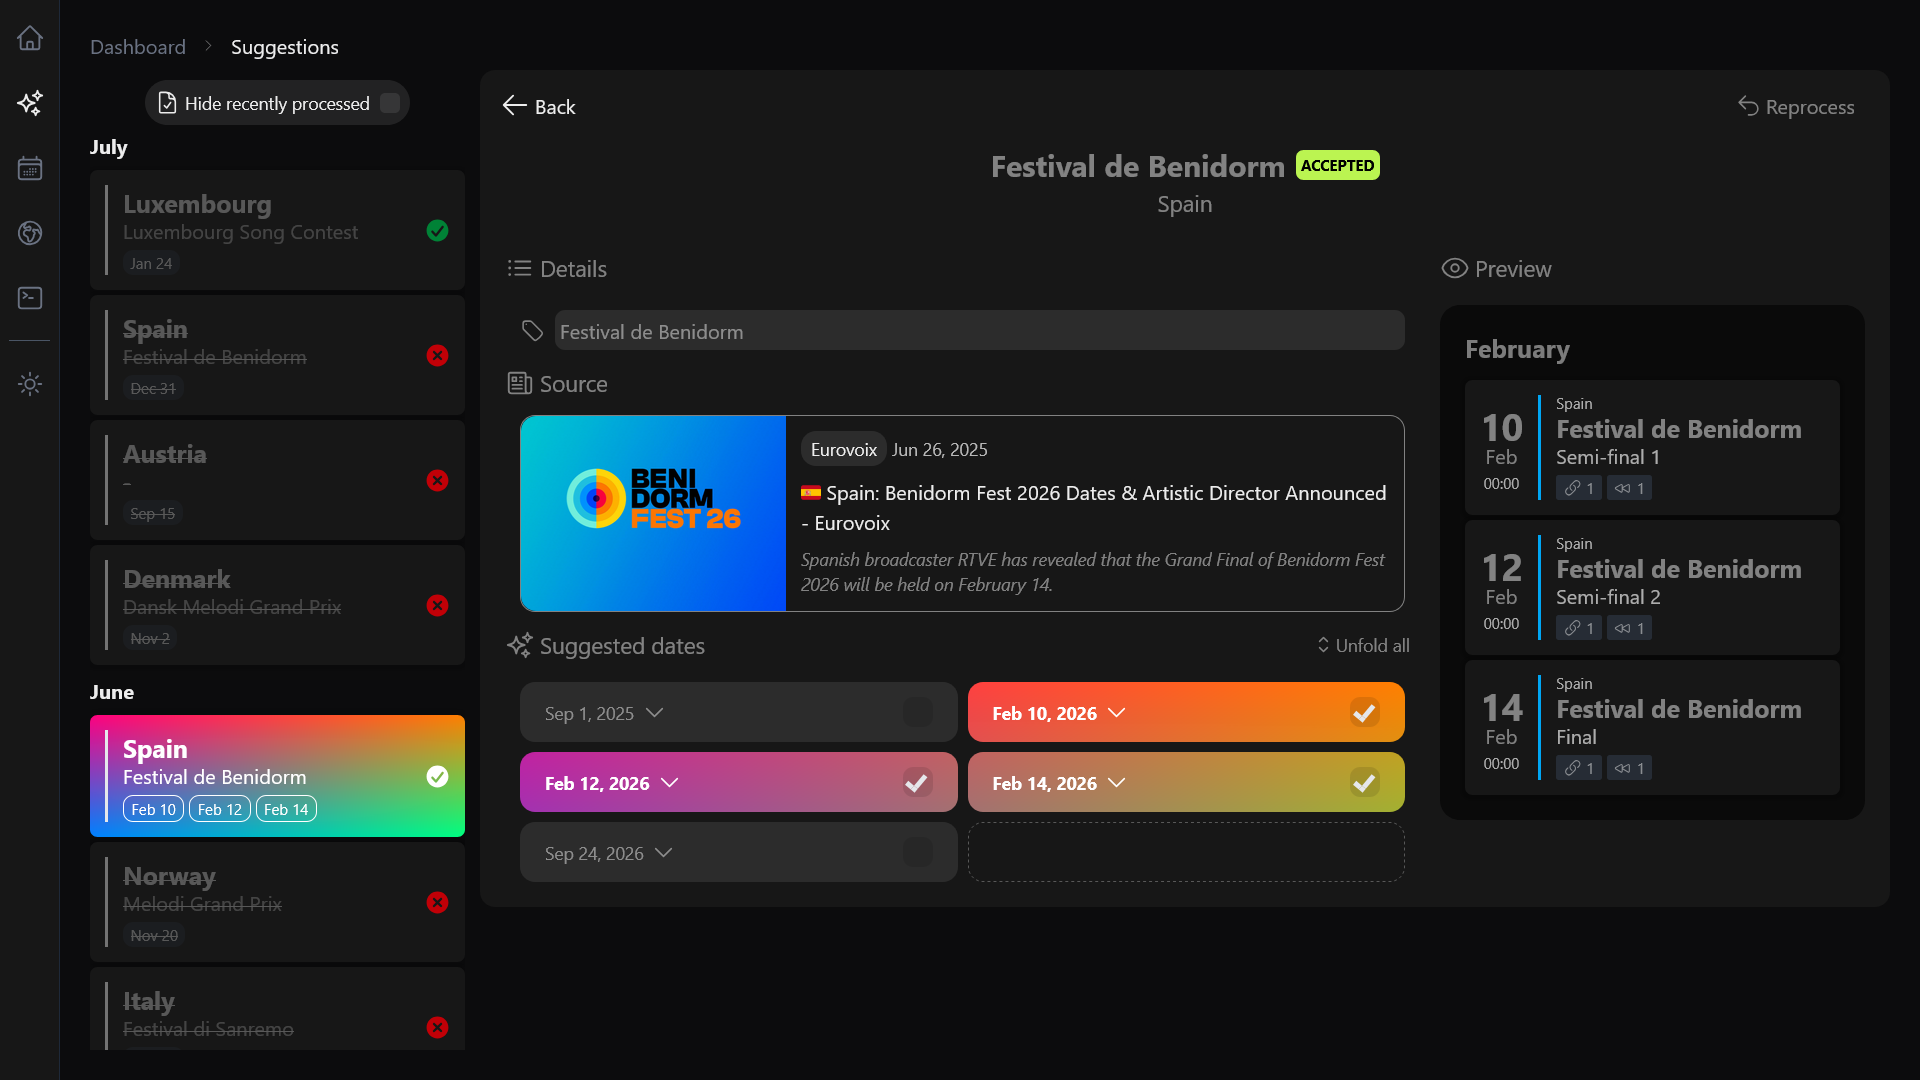 Dashboard
Suggestions
Hide recently processed
July
Luxembourg
Luxembourg Song Contest
Jan 24
Spain
Festival de Benidorm
Dec 31
Austria
-
Sep 15
Denmark
Dansk Melodi Grand Prix
Nov 2
June
Spain
Festival de Benidorm
Feb 10 Feb 12 Feb 14
Norway
Melodi Grand Prix
Nov 20
Italy
Festival di Sanremo
Back
Reprocess
Festival de Benidorm ACCEPTED
Spain
Details
Festival de Benidorm
Source
BENI
DORM
FEST 26
Eurovoix Jun 26, 2025
🇪🇸 Spain: Benidorm Fest 2026 Dates & Artistic Director Announced
- Eurovoix
Spanish broadcaster RTVE has revealed that the Grand Final of Benidorm Fest
2026 will be held on February 14.
Suggested dates
Unfold all
Sep 1, 2025
Feb 10, 2026
Feb 12, 2026
Feb 14, 2026
Sep 24, 2026
Preview
February
10
Feb
00:00
Spain
Festival de Benidorm
Semi-final 1
1 1
12
Feb
00:00
Spain
Festival de Benidorm
Semi-final 2
1 1
14
Feb
00:00
Spain
Festival de Benidorm
Final
1 1